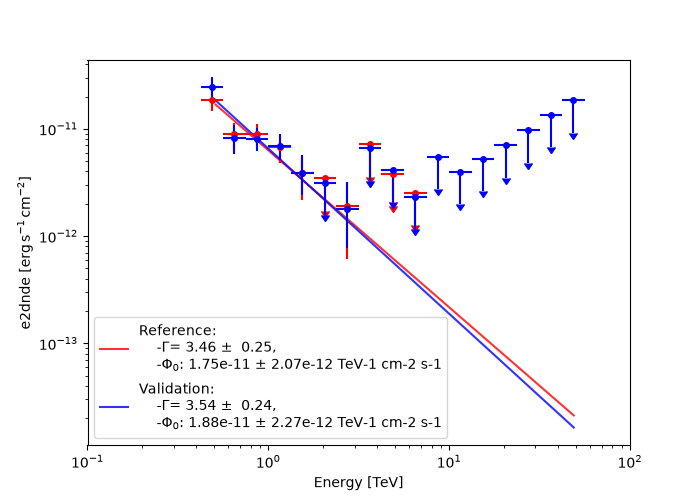 10⁻¹¹
10⁻¹²
10⁻¹³
e2dnde [erg s⁻¹ cm⁻²]
Reference:
-Γ= 3.46 ± 0.25,
-Φ₀: 1.75e-11 ± 2.07e-12 TeV-1 cm-2 s-1
Validation:
-Γ= 3.54 ± 0.24,
-Φ₀: 1.88e-11 ± 2.27e-12 TeV-1 cm-2 s-1
10⁻¹ 10⁰ 10¹ 10²
Energy [TeV]